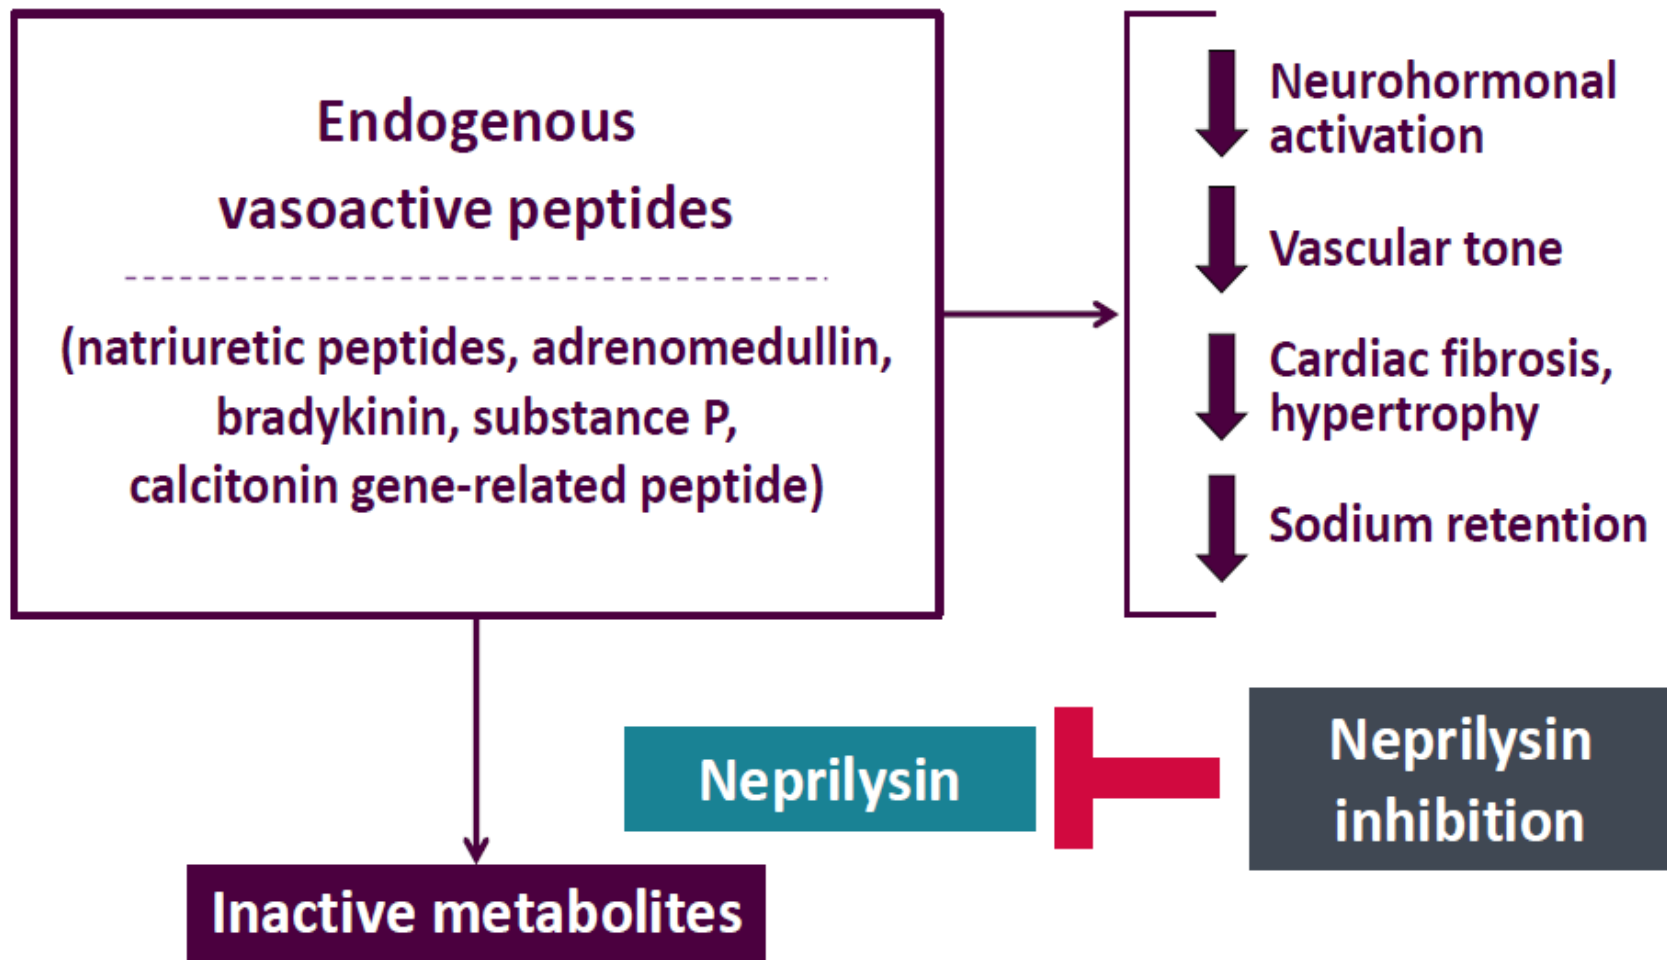 Endogenous
vasoactive peptides
(natriuretic peptides, adrenomedullin,
bradykinin, substance P,
calcitonin gene-related peptide)
Neurohormonal
activation
Vascular tone
Cardiac fibrosis,
hypertrophy
Sodium retention
Neprilysin
Neprilysin
inhibition
Inactive metabolites